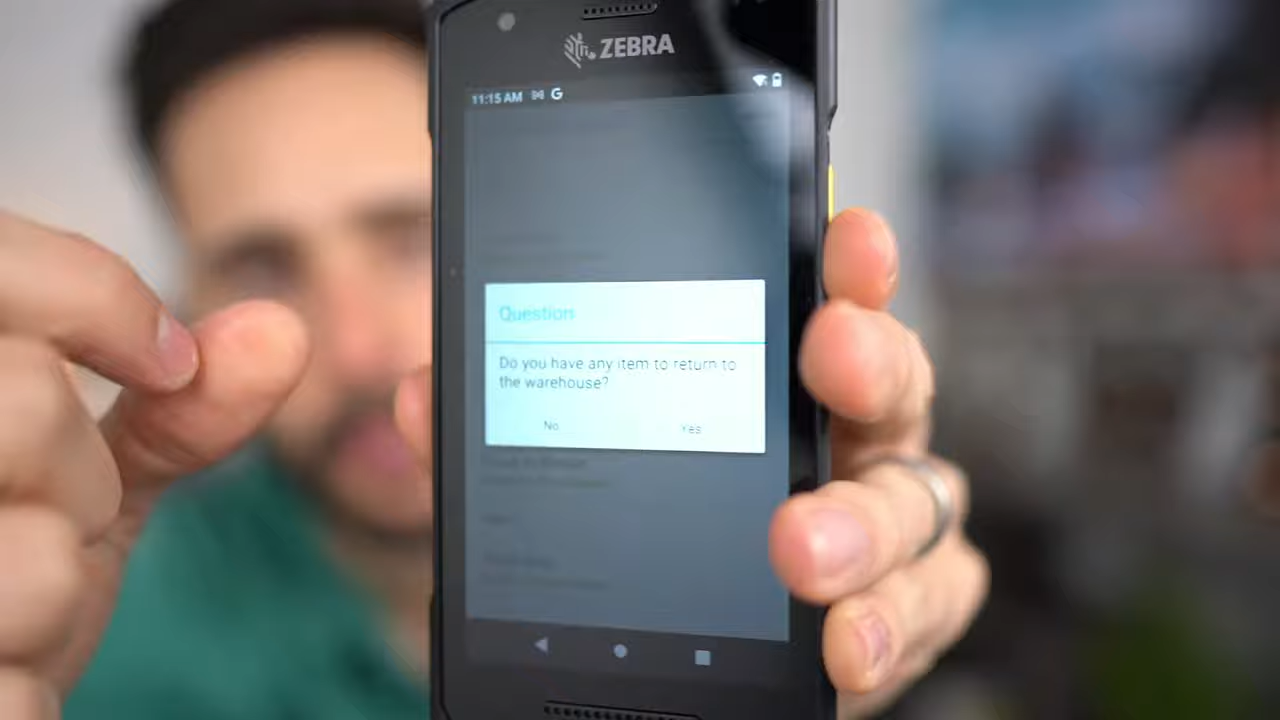 ZEBRA
11:15 AM
G
Question
Do you have any item to return to
the warehouse?
No
Yes